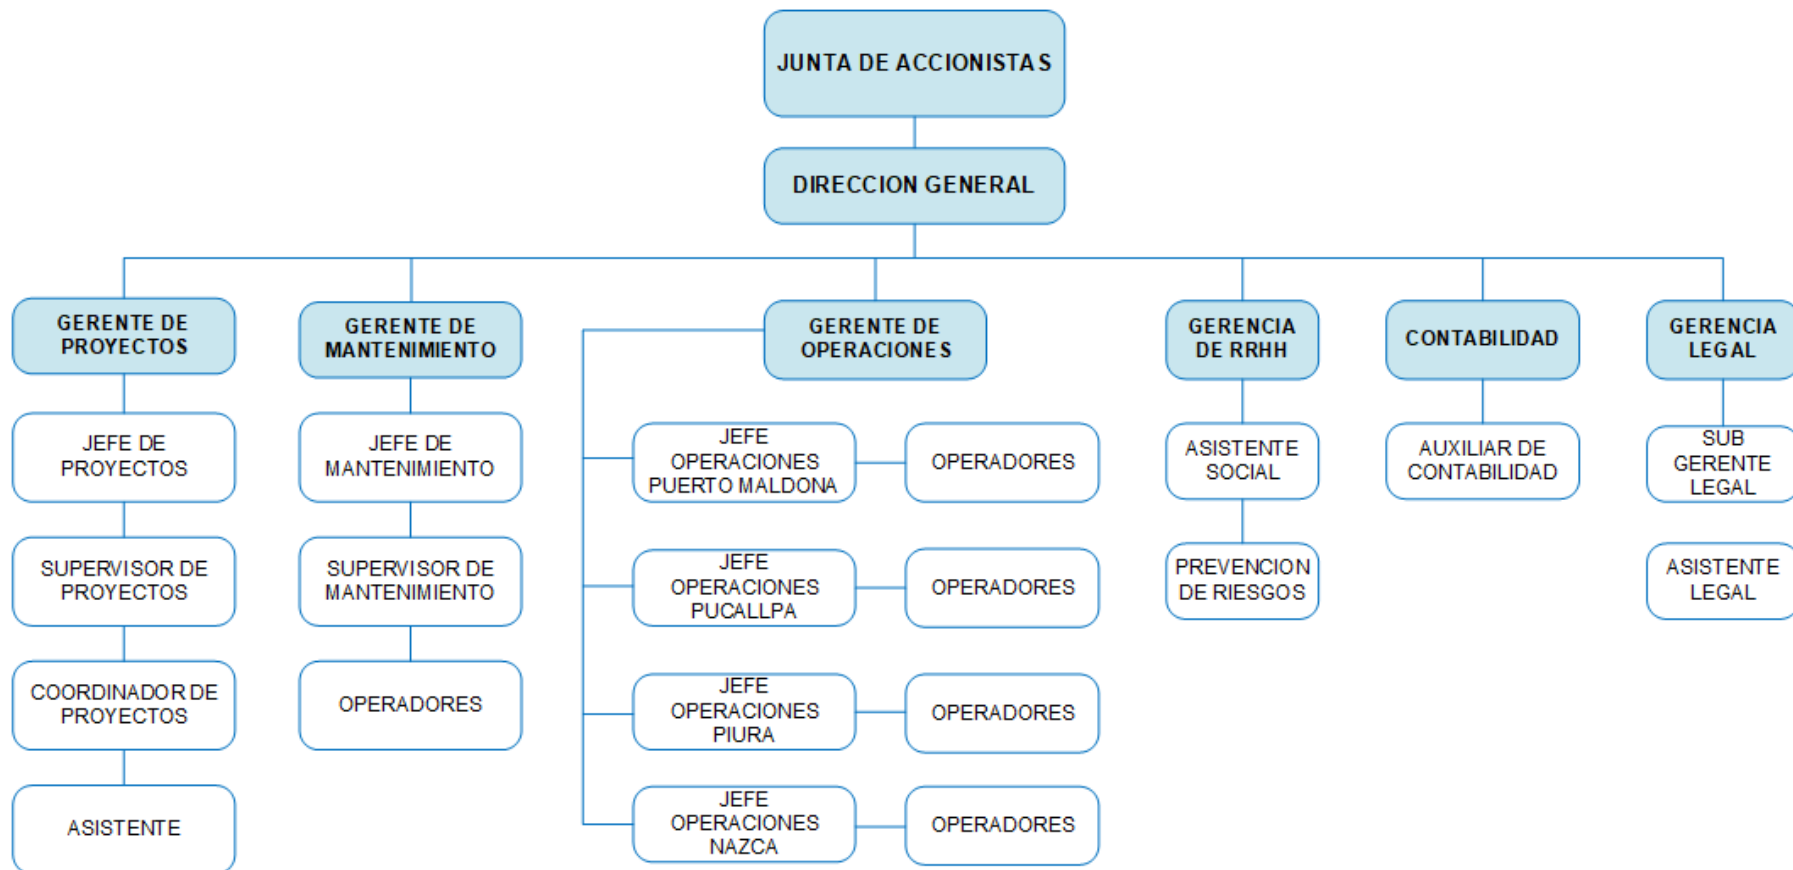 JUNTA DE ACCIONISTAS
DIRECCION GENERAL
GERENTE DE
PROYECTOS
GERENTE DE
MANTENIMIENTO
GERENTE DE
OPERACIONES
GERENCIA
DE RRHH
CONTABILIDAD
GERENCIA
LEGAL
JEFE DE
PROYECTOS
JEFE DE
MANTENIMIENTO
JEFE
OPERACIONES
PUERTO MALDONA
OPERADORES
ASISTENTE
SOCIAL
AUXILIAR DE
CONTABILIDAD
SUB
GERENTE
LEGAL
SUPERVISOR DE
PROYECTOS
SUPERVISOR DE
MANTENIMIENTO
JEFE
OPERACIONES
PUCALLPA
OPERADORES
PREVENCION
DE RIESGOS
ASISTENTE
LEGAL
COORDINADOR DE
PROYECTOS
OPERADORES
JEFE
OPERACIONES
PIURA
OPERADORES
ASISTENTE
JEFE
OPERACIONES
NAZCA
OPERADORES